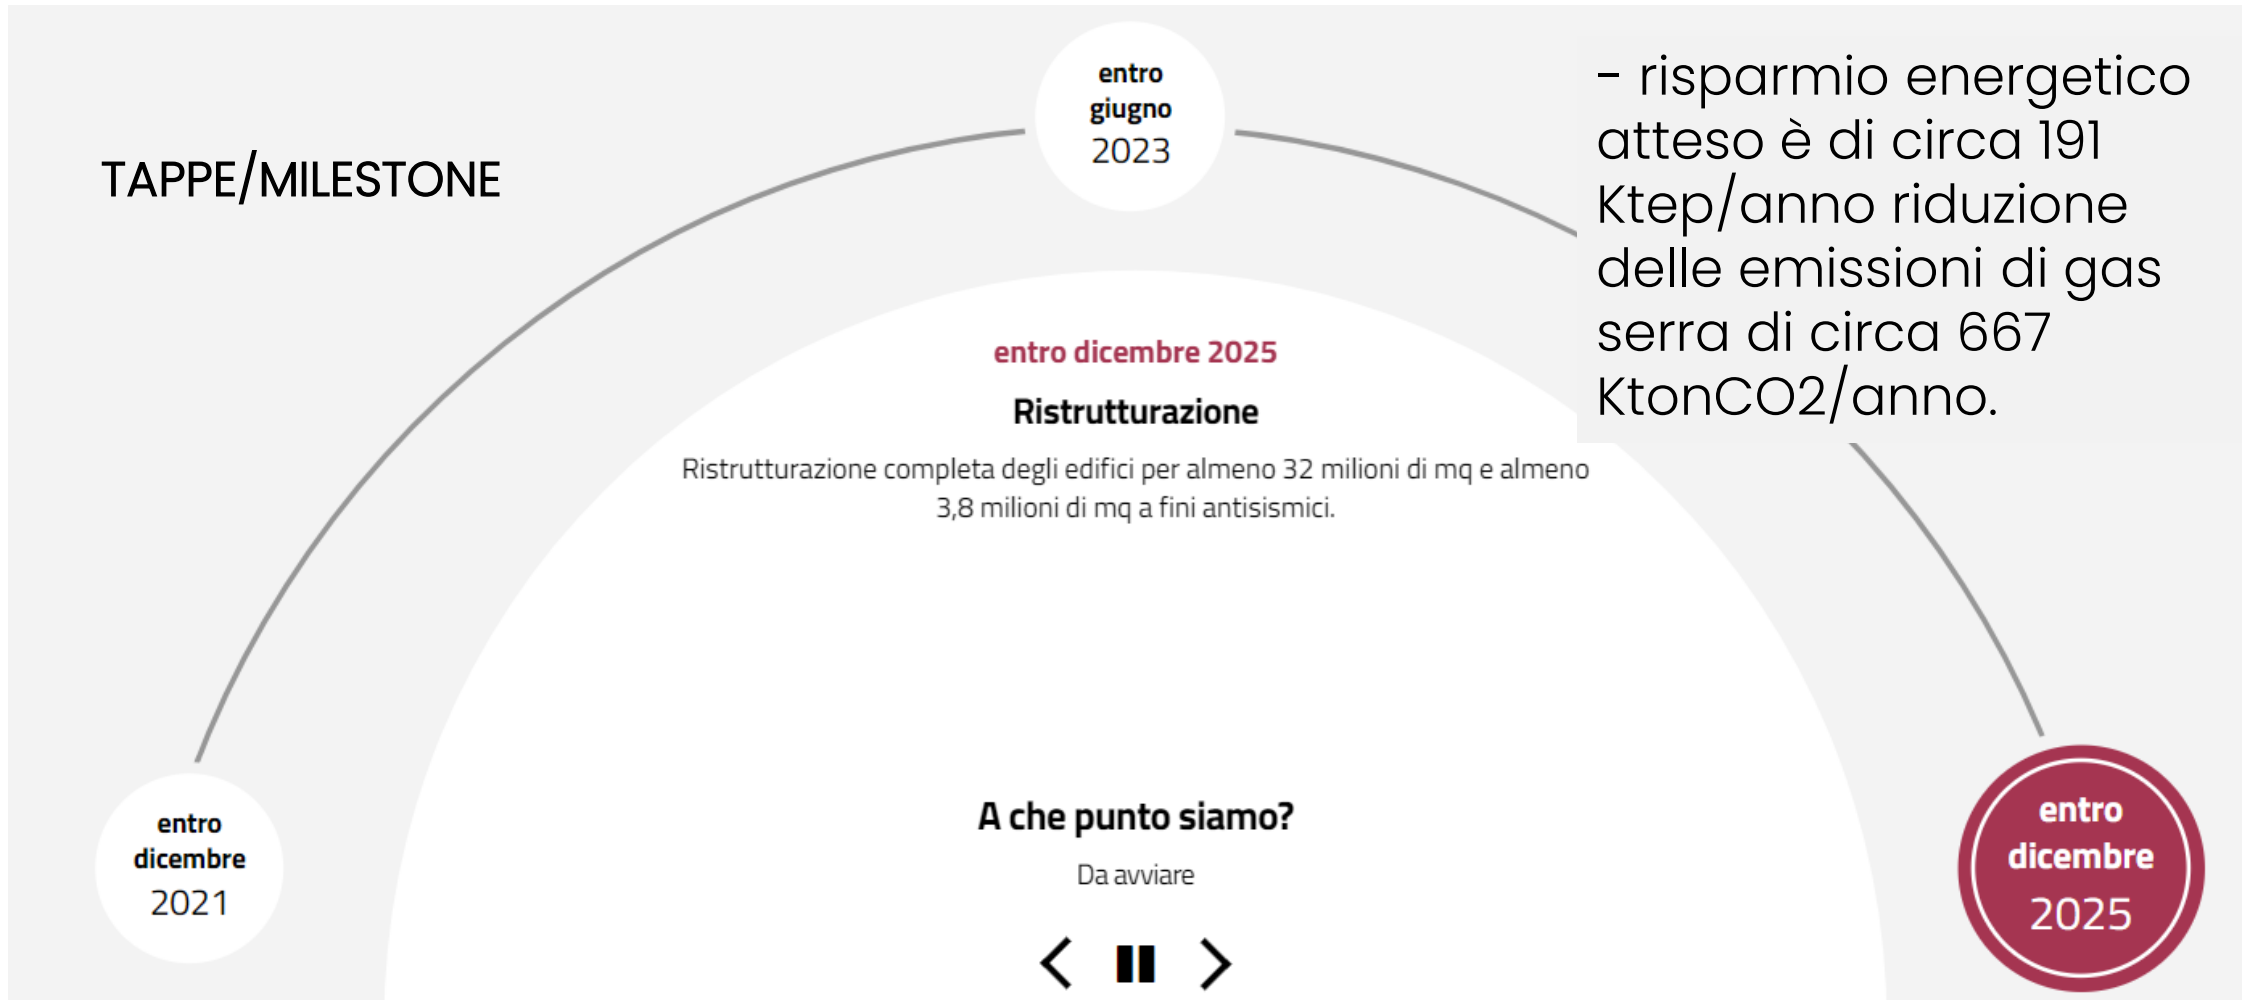 TAPPE/MILESTONE
entro
giugno
2023
- risparmio energetico
atteso è di circa 191
Ktep/anno riduzione
delle emissioni di gas
serra di circa 667
KtonCO2/anno.
entro dicembre 2025
Ristrutturazione
Ristrutturazione completa degli edifici per almeno 32 milioni di mq e almeno
3,8 milioni di mq a fini antisismici.
A che punto siamo?
Da avviare
entro
dicembre
2021
entro
dicembre
2025